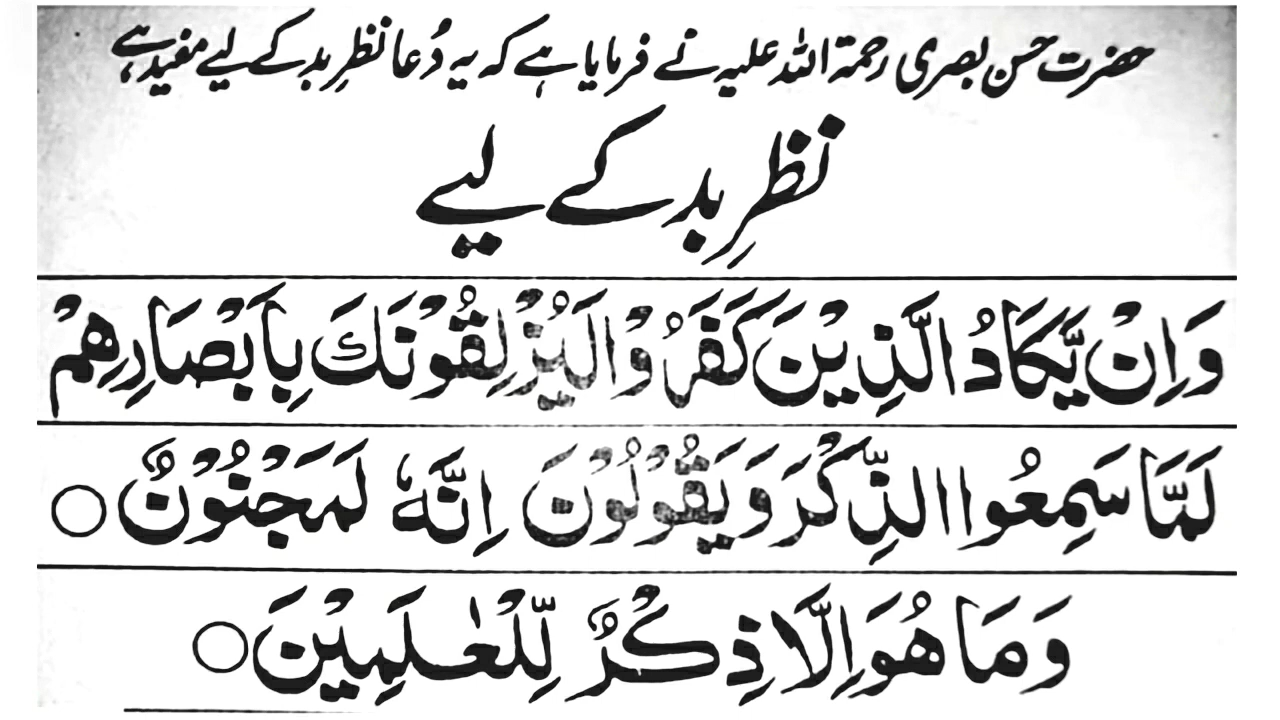 حضرت حسن بصری رحمۃ اللہ علیہ نے فرمایا ہے کہ یہ دُعا نظرِ بد کے لیے مفید ہے
نظرِ بد کے لیے
وَاِنْ يَّكَادُ الَّذِيْنَ كَفَرُوْا لَيُزْلِقُوْنَكَ بِاَبْصَارِهِمْ
لَمَّا سَمِعُوا الذِّكْرَ وَيَقُوْلُوْنَ اِنَّهٗ لَمَجْنُوْنٌ ○
وَمَا هُوَ اِلَّا ذِكْرٌ لِّلْعٰلَمِيْنَ ○